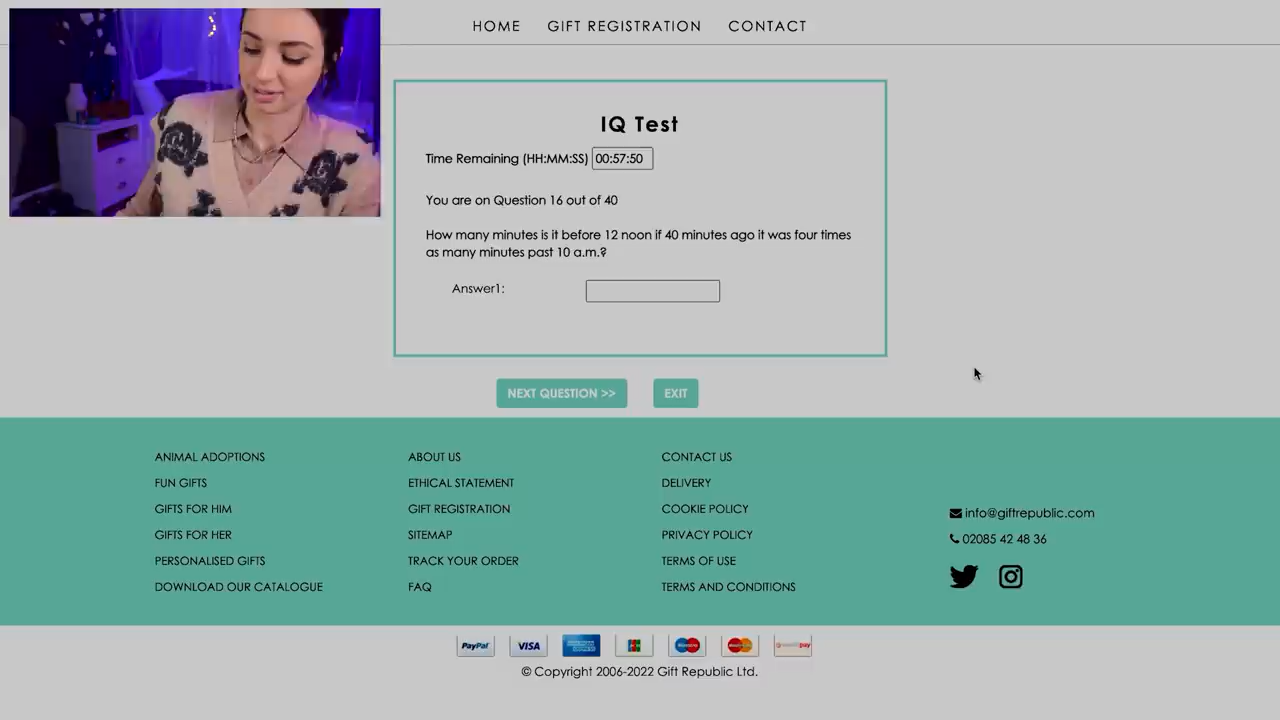 HOME GIFT REGISTRATION CONTACT
IQ Test
Time Remaining (HH:MM:SS) 00:57:50
You are on Question 16 out of 40
How many minutes is it before 12 noon if 40 minutes ago it was four times
as many minutes past 10 a.m.?
Answer1:
NEXT QUESTION >> EXIT
ANIMAL ADOPTIONS
FUN GIFTS
GIFTS FOR HIM
GIFTS FOR HER
PERSONALISED GIFTS
DOWNLOAD OUR CATALOGUE
ABOUT US
ETHICAL STATEMENT
GIFT REGISTRATION
SITEMAP
TRACK YOUR ORDER
FAQ
CONTACT US
DELIVERY
COOKIE POLICY
PRIVACY POLICY
TERMS OF USE
TERMS AND CONDITIONS
info@giftrepublic.com
02085 42 48 36
PayPal VISA
© Copyright 2006-2022 Gift Republic Ltd.